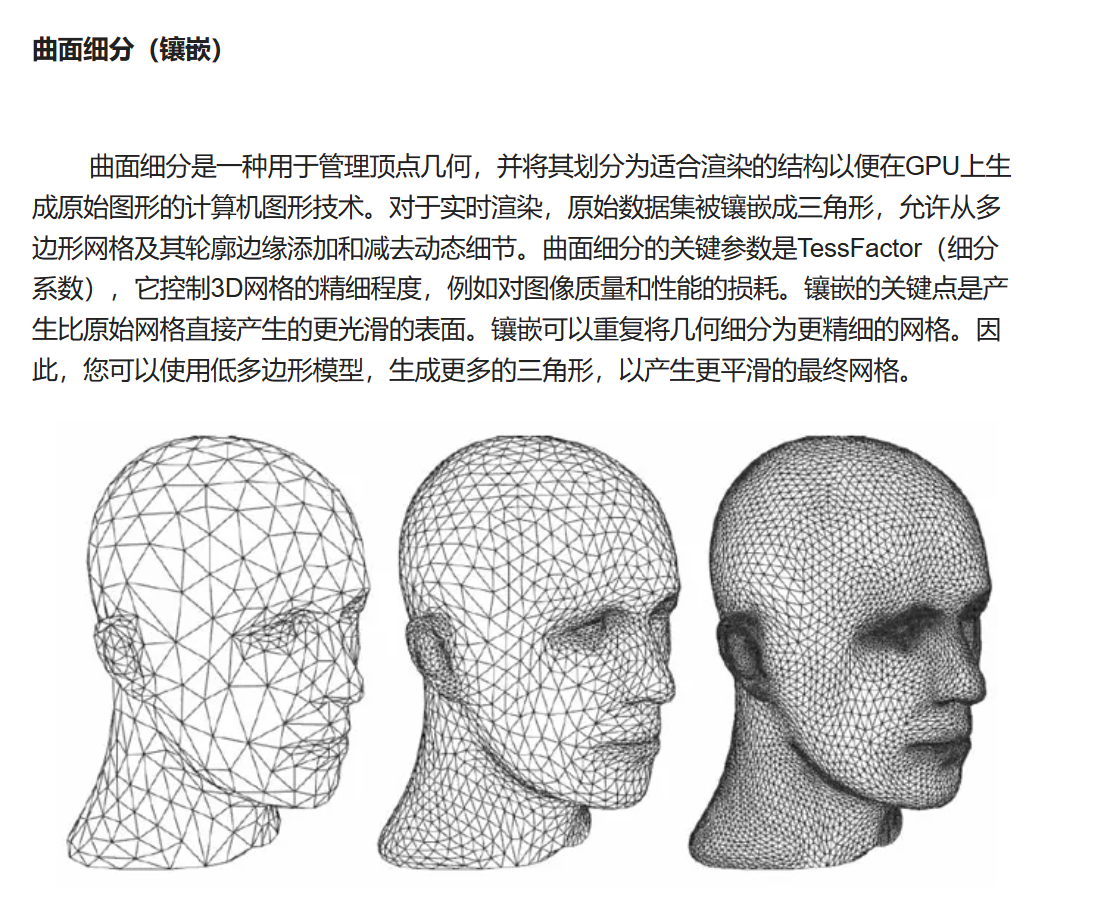 曲面细分（镶嵌）
曲面细分是一种用于管理顶点几何，并将其划分为适合渲染的结构以便在GPU上生
成原始图形的计算机图形技术。对于实时渲染，原始数据集被镶嵌成三角形，允许从多
边形网格及其轮廓边缘添加和减去动态细节。曲面细分的关键参数是TessFactor（细分
系数），它控制3D网格的精细程度，例如对图像质量和性能的损耗。镶嵌的关键点是产
生比原始网格直接产生的更光滑的表面。镶嵌可以重复将几何细分为更精细的网格。因
此，您可以使用低多边形模型，生成更多的三角形，以产生更平滑的最终网格。